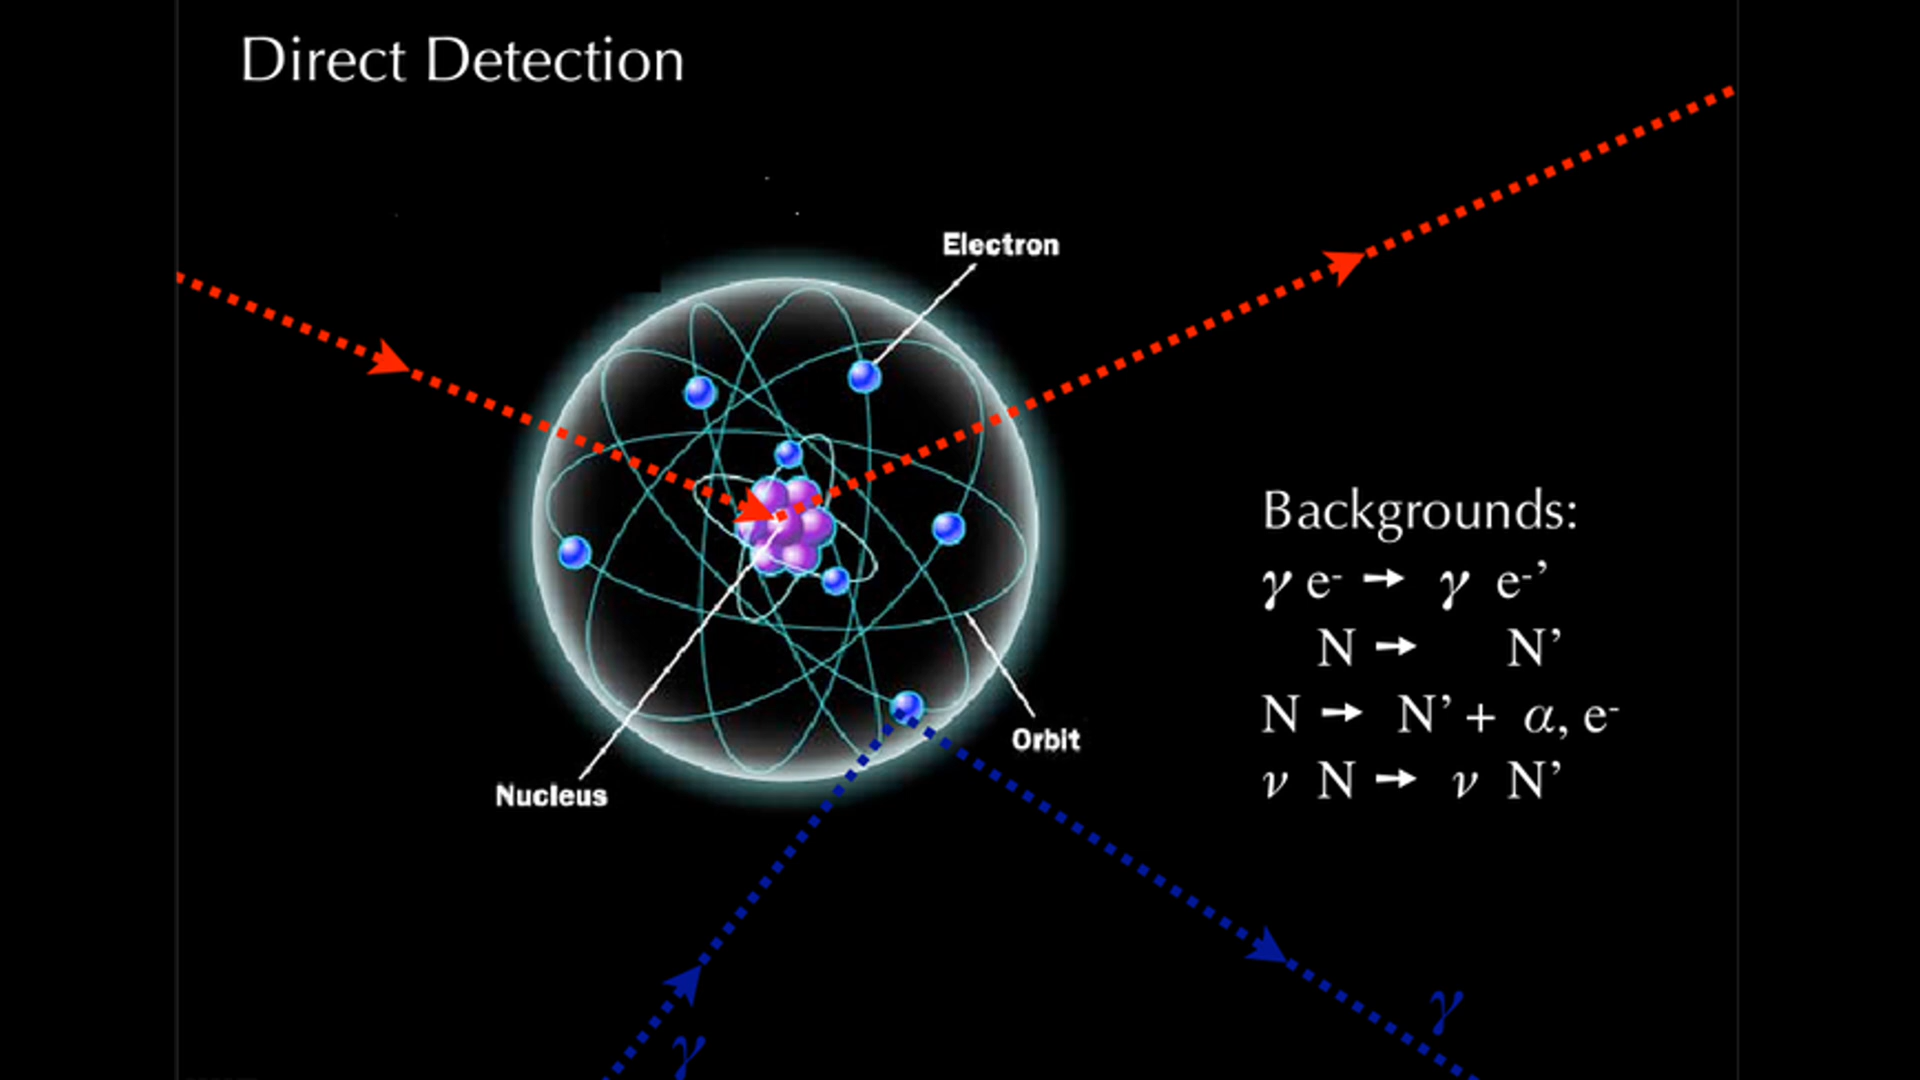 Direct Detection
Electron
Backgrounds:
γ e- → γ e-’
N → N’
N → N’ + α, e-
ν N → ν N’
Orbit
Nucleus
γ
γ